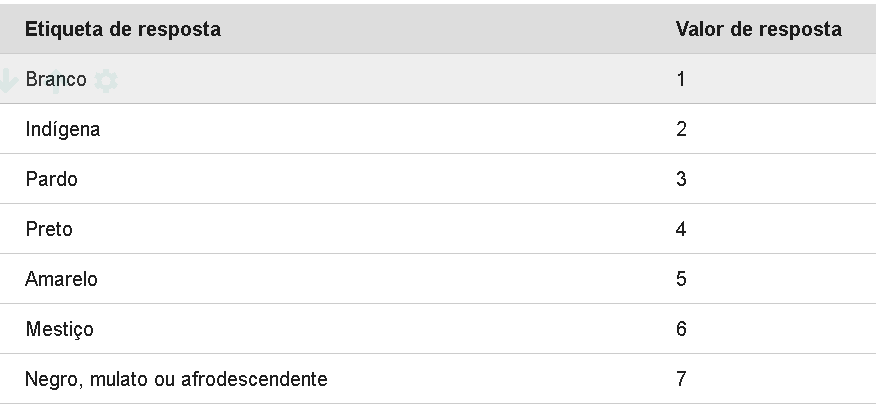 Etiqueta de resposta Valor de resposta
Branco 1
Indígena 2
Pardo 3
Preto 4
Amarelo 5
Mestiço 6
Negro, mulato ou afrodescendente 7